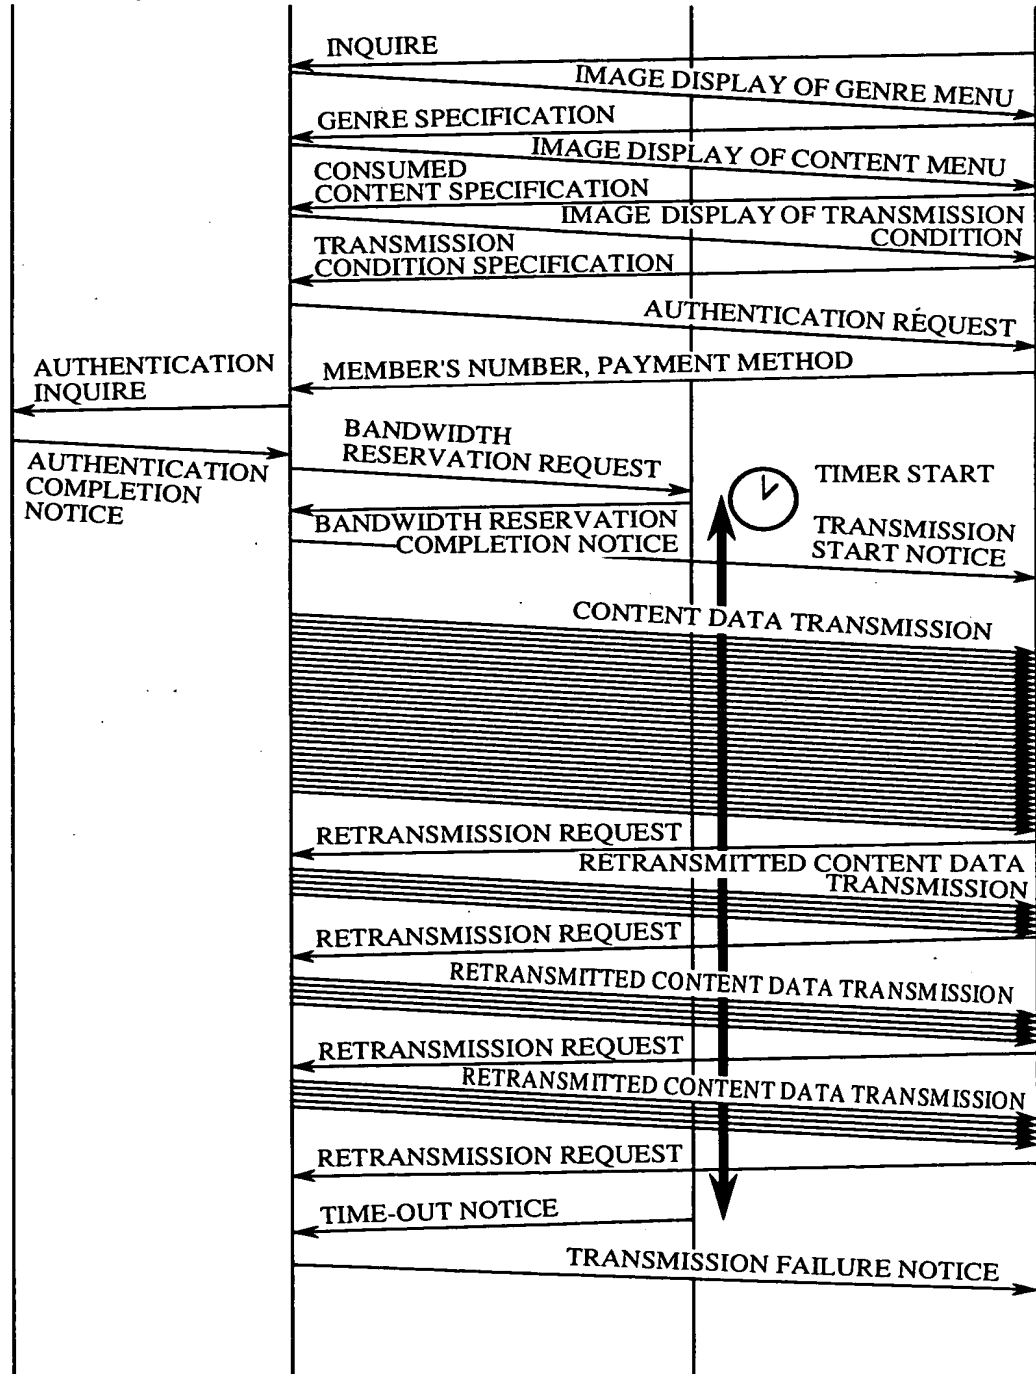 INQUIRE
IMAGE DISPLAY OF GENRE MENU
GENRE SPECIFICATION
IMAGE DISPLAY OF CONTENT MENU
CONSUMED
CONTENT SPECIFICATION
IMAGE DISPLAY OF TRANSMISSION
CONDITION
TRANSMISSION
CONDITION SPECIFICATION
AUTHENTICATION REQUEST
MEMBER'S NUMBER, PAYMENT METHOD
AUTHENTICATION
INQUIRE
BANDWIDTH
RESERVATION REQUEST
AUTHENTICATION
COMPLETION
NOTICE
TIMER START
BANDWIDTH RESERVATION
COMPLETION NOTICE
TRANSMISSION
START NOTICE
CONTENT DATA TRANSMISSION
RETRANSMISSION REQUEST
RETRANSMITTED CONTENT DATA
TRANSMISSION
RETRANSMISSION REQUEST
RETRANSMITTED CONTENT DATA TRANSMISSION
RETRANSMISSION REQUEST
RETRANSMITTED CONTENT DATA TRANSMISSION
RETRANSMISSION REQUEST
TIME-OUT NOTICE
TRANSMISSION FAILURE NOTICE